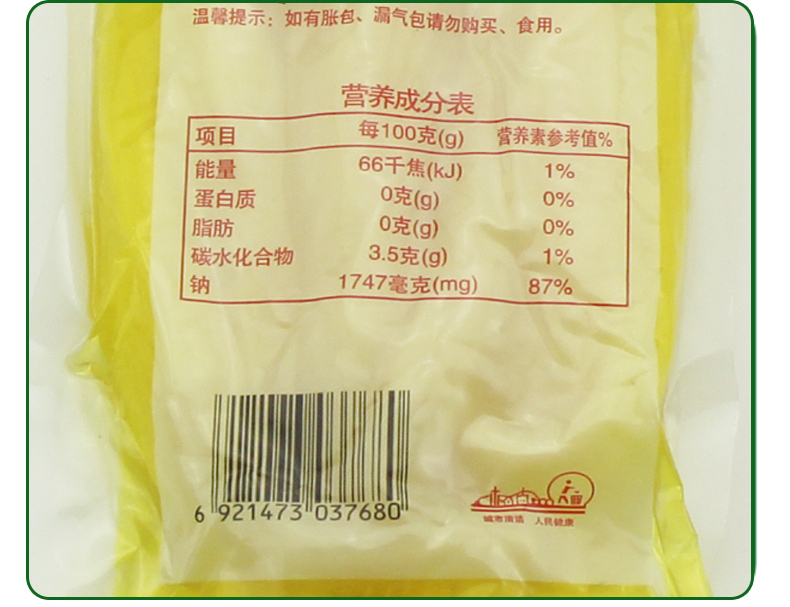 温馨提示：如有胀包、漏气包请勿购买、食用。
营养成分表
项目 每100克(g) 营养素参考值%
能量 66千焦(kJ) 1%
蛋白质 0克(g) 0%
脂肪 0克(g) 0%
碳水化合物 3.5克(g) 1%
钠 1747毫克(mg) 87%
6 921473 037680
城市清洁 人民健康